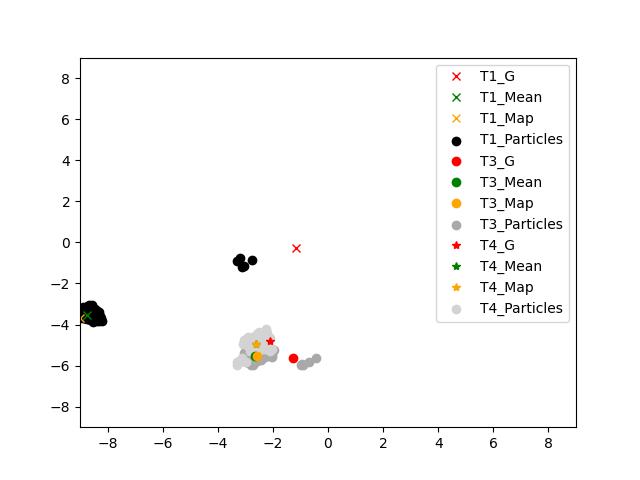 8
6
4
2
0
−2
−4
−6
−8
−8
−6
−4
−2
0
2
4
6
8
T1_G
T1_Mean
T1_Map
T1_Particles
T3_G
T3_Mean
T3_Map
T3_Particles
T4_G
T4_Mean
T4_Map
T4_Particles